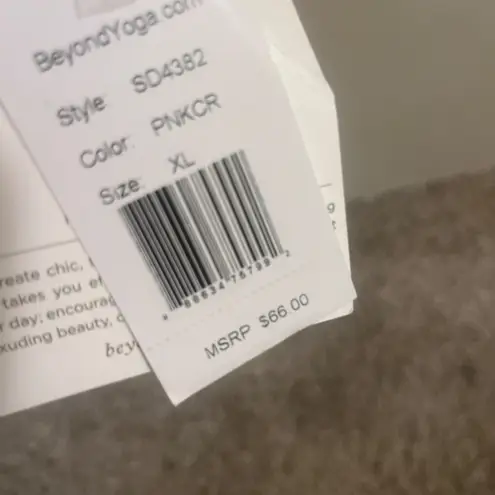 BeyondYoga.com
Style: SD4382
Color: PNKCR
Size: XL
MSRP $66.00
reate chic,
takes you
r day; encourag
xuding beauty,
bey
g
t